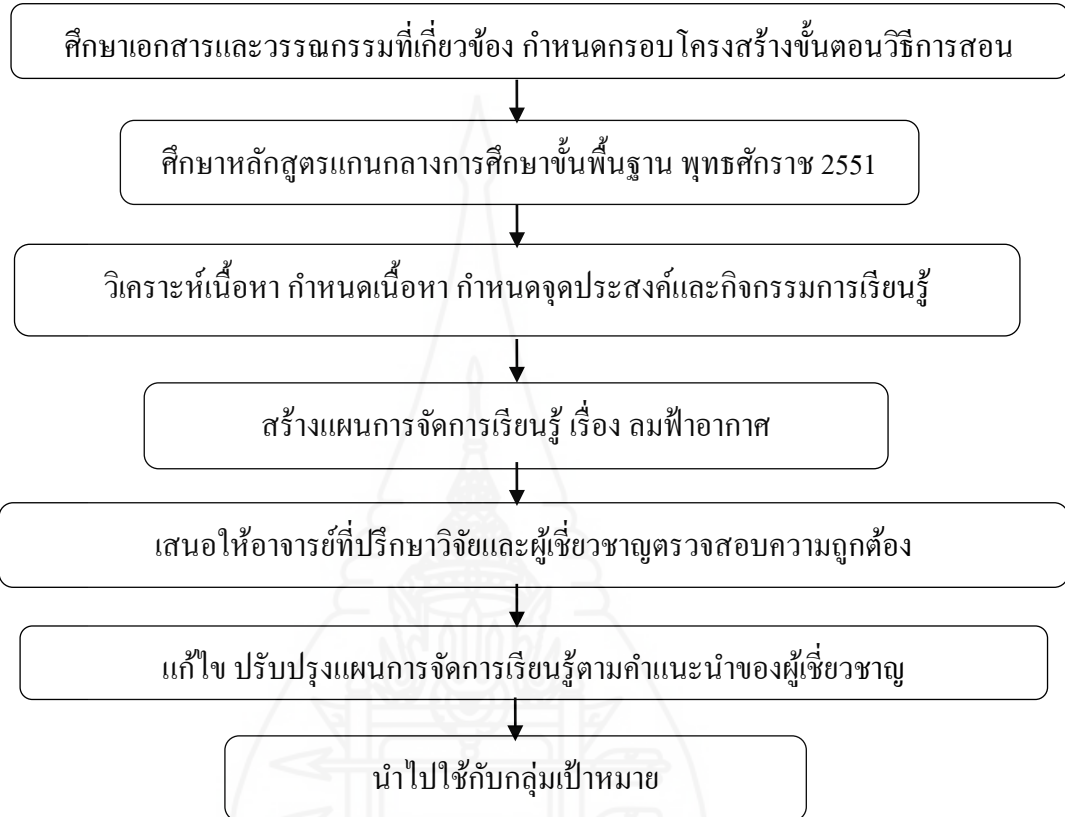 ศึกษาเอกสารและวรรณกรรมที่เกี่ยวข้อง กำหนดกรอบโครงสร้างขั้นตอนวิธีการสอน
ศึกษาหลักสูตรแกนกลางการศึกษาขั้นพื้นฐาน พุทธศักราช 2551
วิเคราะห์เนื้อหา กำหนดเนื้อหา กำหนดจุดประสงค์และกิจกรรมการเรียนรู้
สร้างแผนการจัดการเรียนรู้ เรื่อง ลมฟ้าอากาศ
เสนอให้อาจารย์ที่ปรึกษาวิจัยและผู้เชี่ยวชาญตรวจสอบความถูกต้อง
แก้ไข ปรับปรุงแผนการจัดการเรียนรู้ตามคำแนะนำของผู้เชี่ยวชาญ
นำไปใช้กับกลุ่มเป้าหมาย